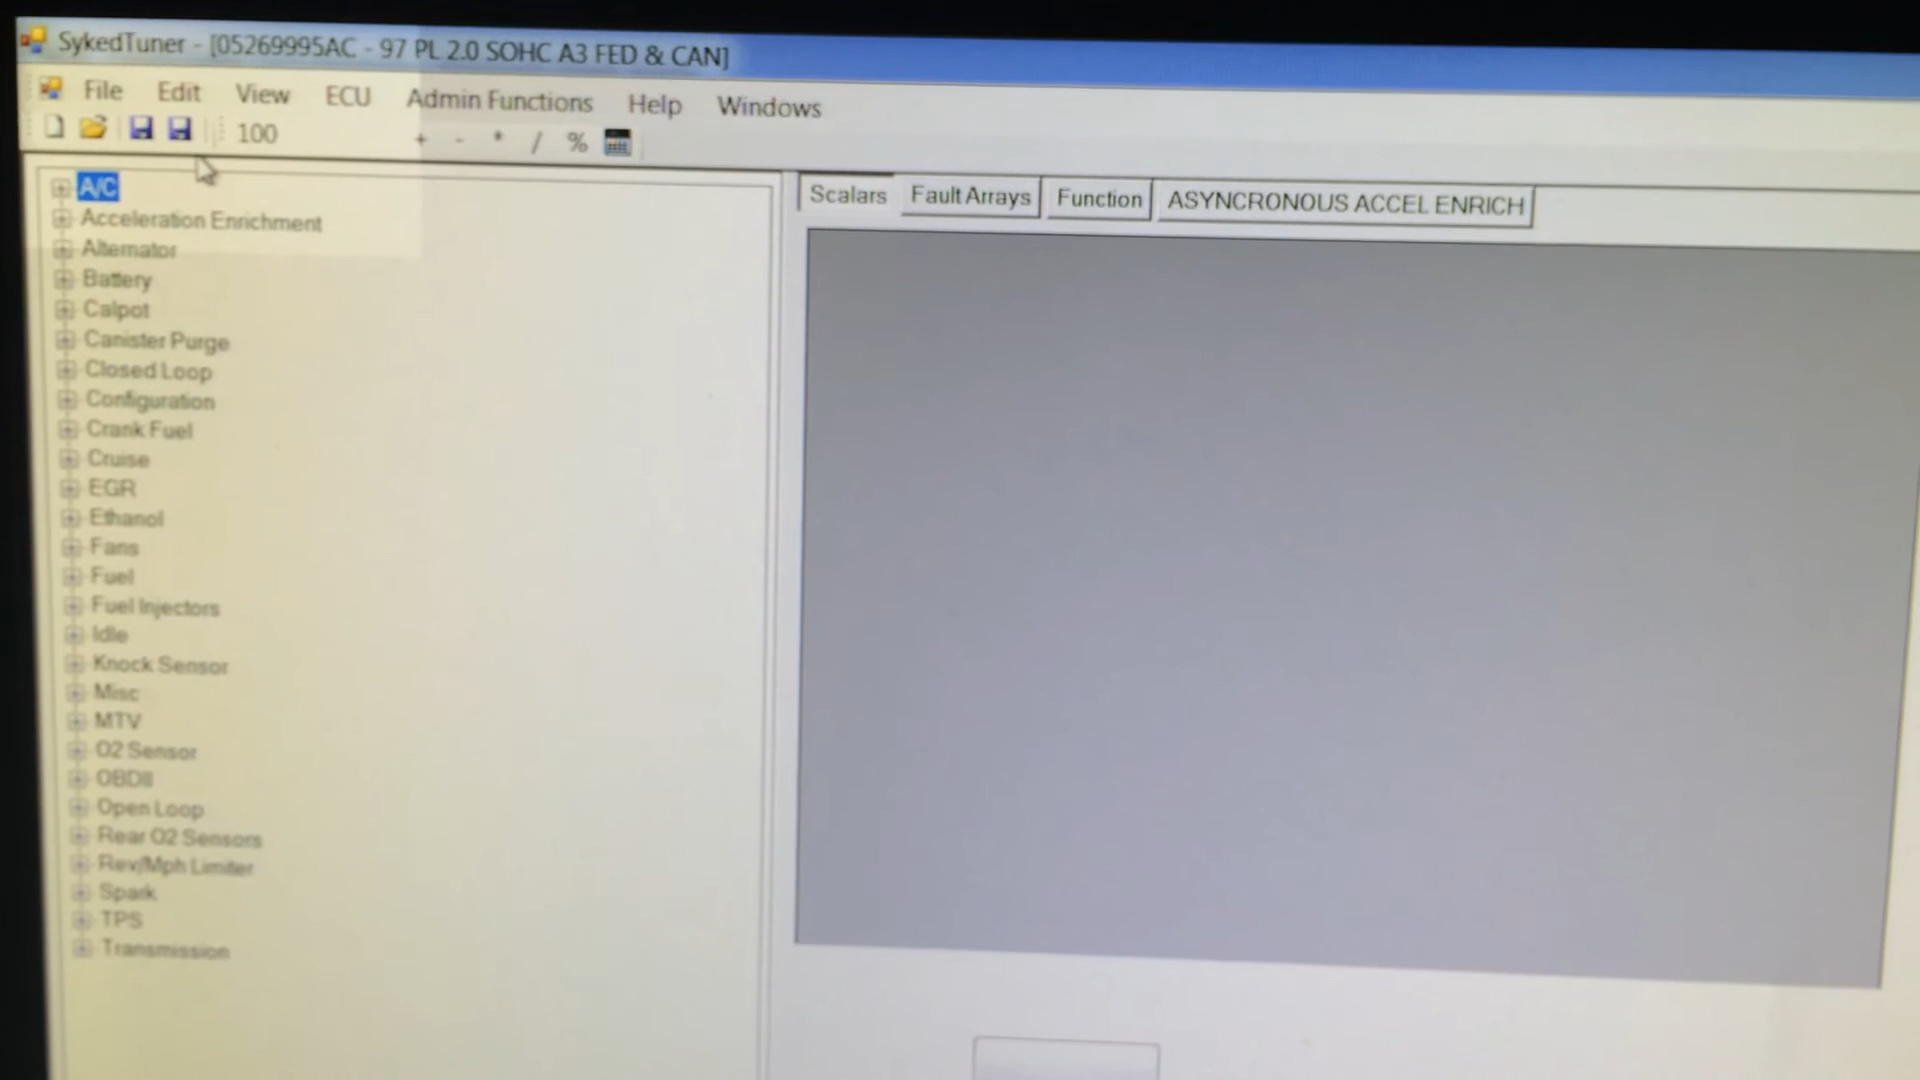 SykedTuner - [05269995AC - 97 PL 2.0 SOHC A3 FED & CAN]
File Edit View ECU Admin Functions Help Windows
100 + - * / %
A/C
Acceleration Enrichment
Alternator
Battery
Calpot
Canister Purge
Closed Loop
Configuration
Crank Fuel
Cruise
EGR
Ethanol
Fans
Fuel
Fuel Injectors
Idle
Knock Sensor
Misc
MTV
O2 Sensor
OBDII
Open Loop
Rear O2 Sensors
Rev/Mph Limiter
Spark
TPS
Transmission
Scalars Fault Arrays Function ASYNCRONOUS ACCEL ENRICH